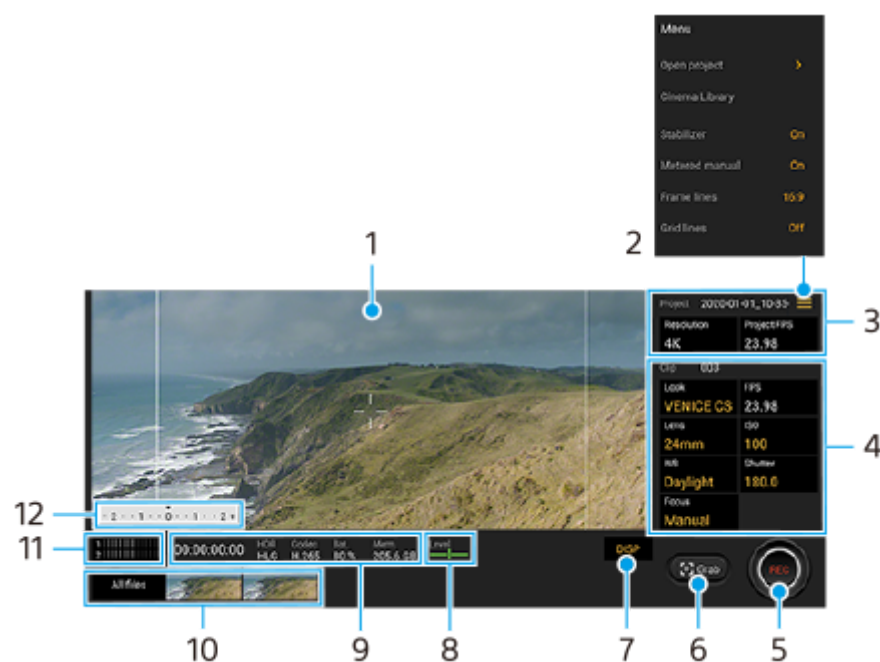 Menu
Open project >
Cinema Library
Stabilizer On
Metered manual On
Frame lines 16:9
Grid lines Off
1
2
Project 2020-01-01_10-35-
Resolution Project FPS
4K 23.98
3
Clip 003
Look FPS
VENICE CS 23.98
Lens ISO
24mm 100
WB Shutter
Daylight 180.0
Focus
Manual
4
12
- 2 · · 1 · · 0 · · 1 · · 2 +
11
1
2
00:00:00:00
HDR Codec Bat. Mem.
HLG H.265 80% 205.6 GB
Level
DISP
Grab
REC
All files
10 9 8 7 6 5